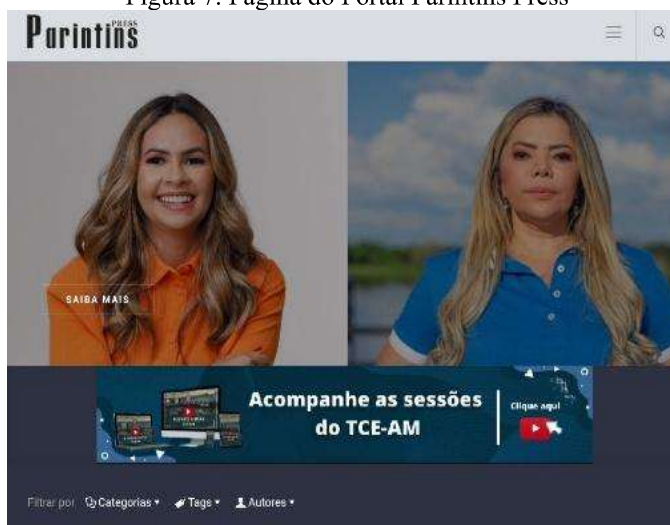 Figura 7: Página do Portal Parintins Press
Parintins
PRESS
SAIBA MAIS
Acompanhe as sessões
do TCE-AM
Clique aqui
Filtrar por Categorias Tags Autores